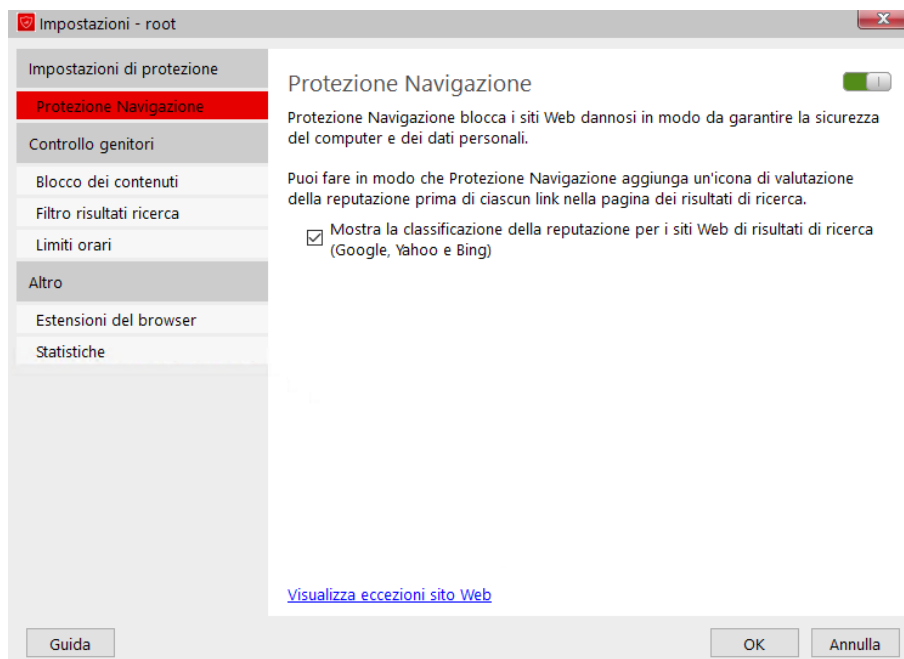 Impostazioni - root
Impostazioni di protezione
Protezione Navigazione
Controllo genitori
Blocco dei contenuti
Filtro risultati ricerca
Limiti orari
Altro
Estensioni del browser
Statistiche
Protezione Navigazione
Protezione Navigazione blocca i siti Web dannosi in modo da garantire la sicurezza
del computer e dei dati personali.
Puoi fare in modo che Protezione Navigazione aggiunga un'icona di valutazione
della reputazione prima di ciascun link nella pagina dei risultati di ricerca.
Mostra la classificazione della reputazione per i siti Web di risultati di ricerca
(Google, Yahoo e Bing)
Visualizza eccezioni sito Web
Guida
OK
Annulla